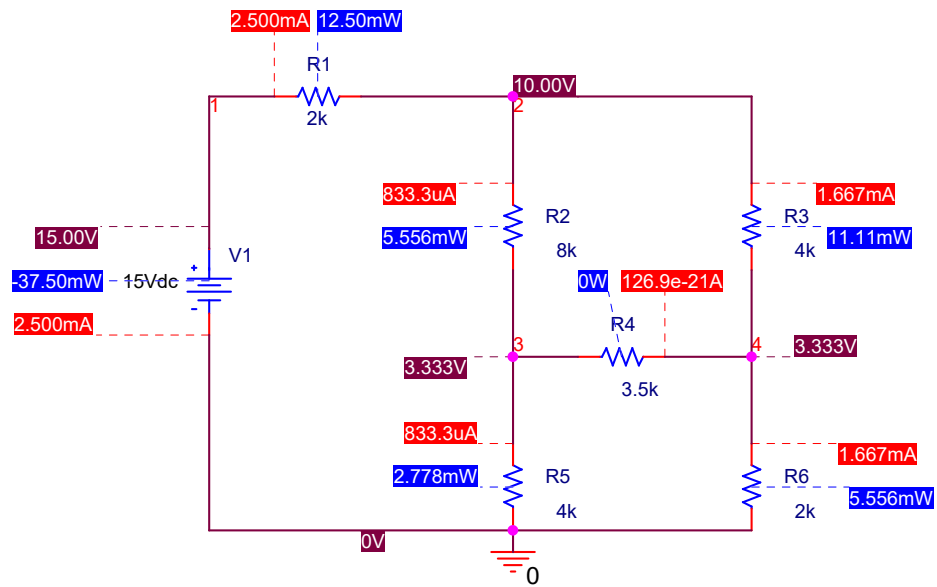 2.500mA 12.50mW
R1
10.00V
1
2k
2
833.3uA
1.667mA
R2
R3
5.556mW
11.11mW
8k
4k
15.00V
+
V1
-37.50mW
15Vdc
-
2.500mA
0W
126.9e-21A
R4
3
4
3.333V
3.333V
3.5k
833.3uA
1.667mA
2.778mW
R5
R6
5.556mW
4k
2k
0V
0